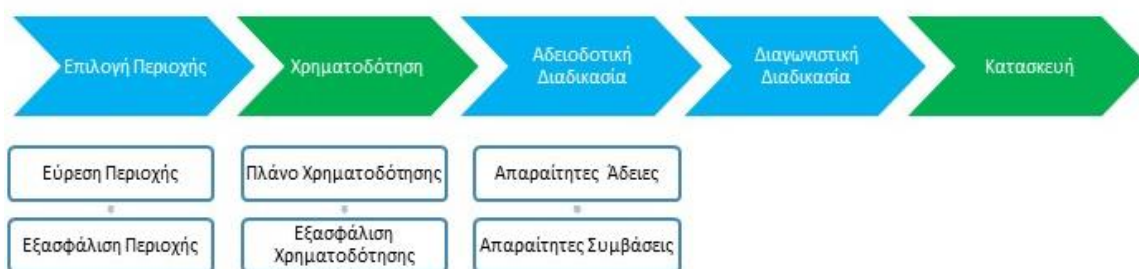 Επιλογή Περιοχής
Χρηματοδότηση
Αδειοδοτική
Διαδικασία
Διαγωνιστική
Διαδικασία
Κατασκευή
Εύρεση Περιοχής
Πλάνο Χρηματοδότησης
Απαραίτητες Άδειες
Εξασφάλιση Περιοχής
Εξασφάλιση
Χρηματοδότησης
Απαραίτητες Συμβάσεις